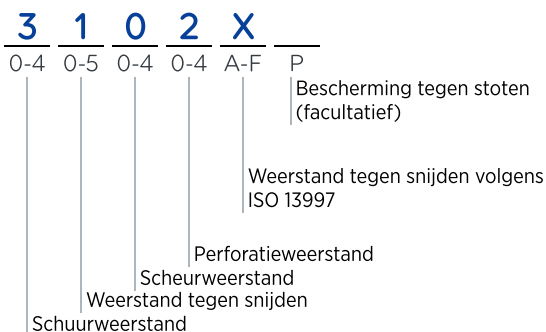 3 1 0 2 X
0-4 0-5 0-4 0-4 A-F P
Bescherming tegen stoten
(facultatief)
Weerstand tegen snijden volgens
ISO 13997
Perforatieweerstand
Scheurweerstand
Weerstand tegen snijden
Schuurweerstand